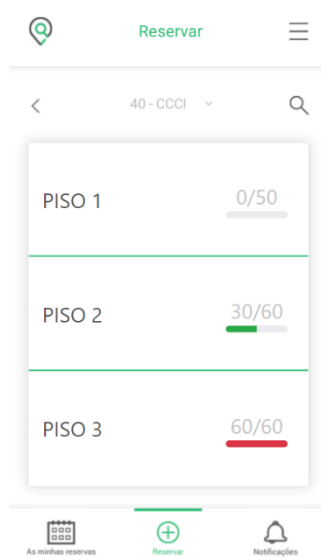 Reservar
40 - CCCI
PISO 1 0/50
PISO 2 30/60
PISO 3 60/60
As minhas reservas Reservar Notificações